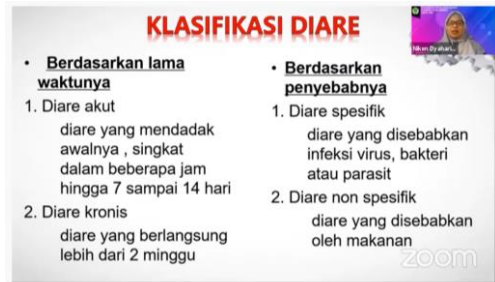 KLASIFIKASI DIARE
• Berdasarkan lama
waktunya
1. Diare akut
diare yang mendadak
awalnya , singkat
dalam beberapa jam
hingga 7 sampai 14 hari
2. Diare kronis
diare yang berlangsung
lebih dari 2 minggu
• Berdasarkan
penyebabnya
1. Diare spesifik
diare yang disebabkan
infeksi virus, bakteri
atau parasit
2. Diare non spesifik
diare yang disebabkan
oleh makanan
zoom